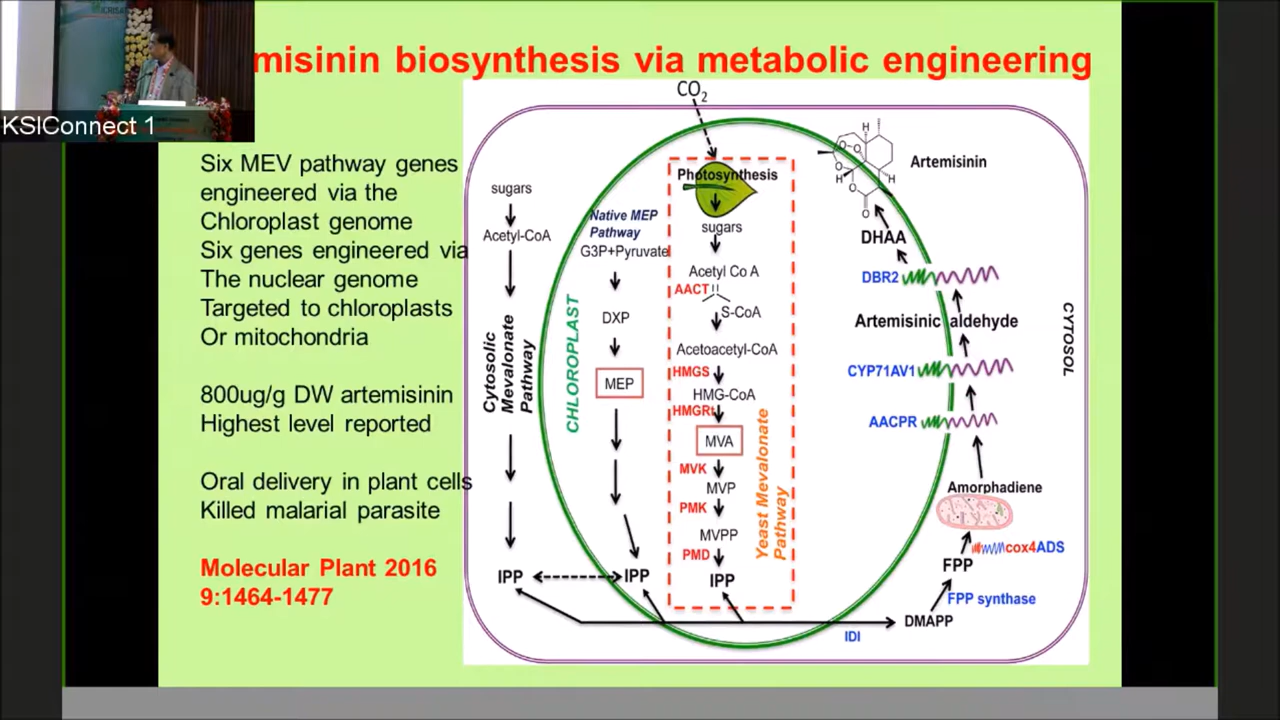 misinin biosynthesis via metabolic engineering
KSIConnect 1
Six MEV pathway genes
engineered via the
Chloroplast genome
Six genes engineered via
The nuclear genome
Targeted to chloroplasts
Or mitochondria
800ug/g DW artemisinin
Highest level reported
Oral delivery in plant cells
Killed malarial parasite
Molecular Plant 2016
9:1464-1477
CO2
sugars
Acetyl-CoA
Cytosolic
Mevalonate
Pathway
IPP
CHLOROPLAST
Native MEP
Pathway
G3P+Pyruvate
DXP
MEP
IPP
Photosynthesis
sugars
Acetyl Co A
AACT
S-CoA
Acetoacetyl-CoA
HMGS
HMG-CoA
HMGRt
MVA
MVK
MVP
PMK
MVPP
PMD
IPP
Yeast Mevalonate
Pathway
H
O
O
O
H
H
O
O
Artemisinin
DHAA
DBR2
Artemisinic aldehyde
CYP71AV1
AACPR
Amorphadiene
cox4ADS
FPP
FPP synthase
DMAPP
IDI
CYTOSOL